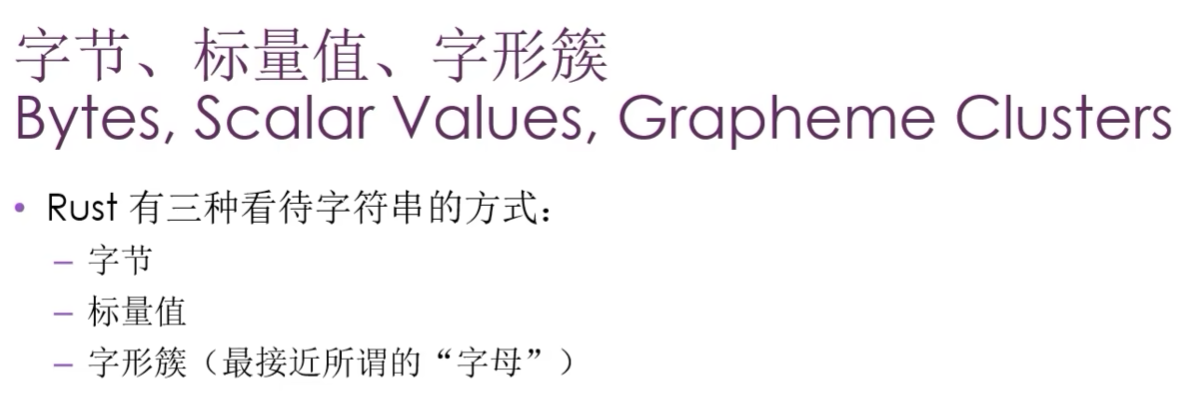 字节、标量值、字形簇
Bytes, Scalar Values, Grapheme Clusters
• Rust 有三种看待字符串的方式：
– 字节
– 标量值
– 字形簇（最接近所谓的“字母”）